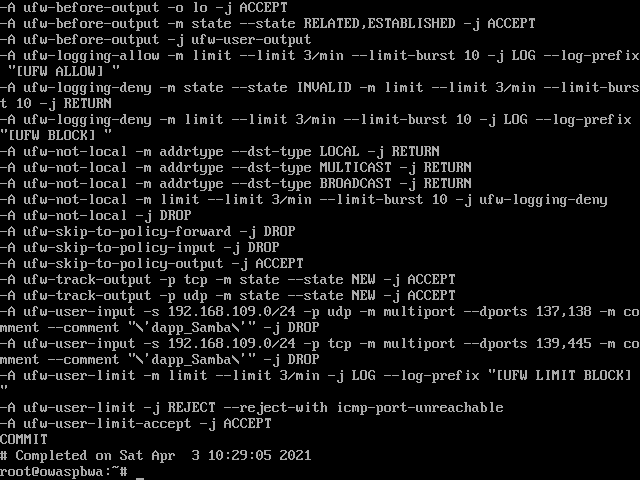 -A ufw-before-output -o lo -j ACCEPT
-A ufw-before-output -m state --state RELATED,ESTABLISHED -j ACCEPT
-A ufw-before-output -j ufw-user-output
-A ufw-logging-allow -m limit --limit 3/min --limit-burst 10 -j LOG --log-prefix
 "[UFW ALLOW] "
-A ufw-logging-deny -m state --state INVALID -m limit --limit 3/min --limit-burs
t 10 -j RETURN
-A ufw-logging-deny -m limit --limit 3/min --limit-burst 10 -j LOG --log-prefix
"[UFW BLOCK] "
-A ufw-not-local -m addrtype --dst-type LOCAL -j RETURN
-A ufw-not-local -m addrtype --dst-type MULTICAST -j RETURN
-A ufw-not-local -m addrtype --dst-type BROADCAST -j RETURN
-A ufw-not-local -m limit --limit 3/min --limit-burst 10 -j ufw-logging-deny
-A ufw-not-local -j DROP
-A ufw-skip-to-policy-forward -j DROP
-A ufw-skip-to-policy-input -j DROP
-A ufw-skip-to-policy-output -j ACCEPT
-A ufw-track-output -p tcp -m state --state NEW -j ACCEPT
-A ufw-track-output -p udp -m state --state NEW -j ACCEPT
-A ufw-user-input -s 192.168.109.0/24 -p udp -m multiport --dports 137,138 -m co
mment --comment "\'dapp_Samba\'" -j DROP
-A ufw-user-input -s 192.168.109.0/24 -p tcp -m multiport --dports 139,445 -m co
mment --comment "\'dapp_Samba\'" -j DROP
-A ufw-user-limit -m limit --limit 3/min -j LOG --log-prefix "[UFW LIMIT BLOCK]
"
-A ufw-user-limit -j REJECT --reject-with icmp-port-unreachable
-A ufw-user-limit-accept -j ACCEPT
COMMIT
# Completed on Sat Apr  3 10:29:05 2021
root@owaspbwa:~# _